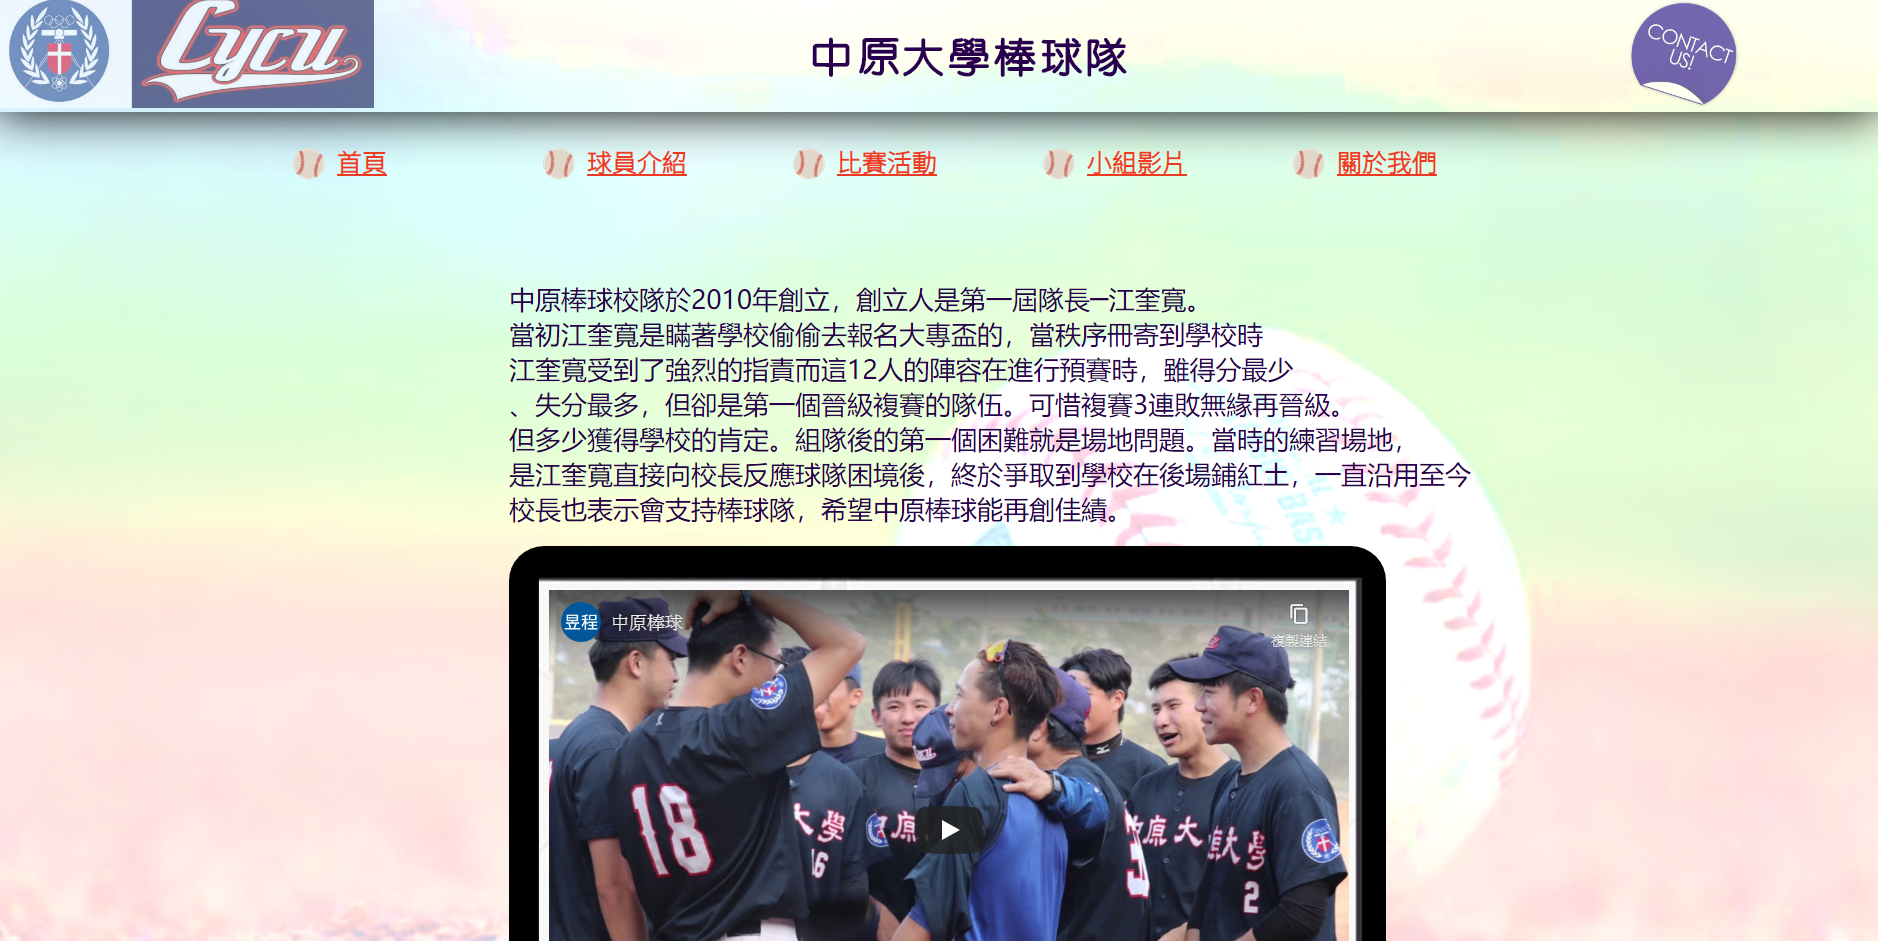 Cycu
中原大學棒球隊
CONTACT
US!
首頁
球員介紹
比賽活動
小組影片
關於我們
中原棒球校隊於2010年創立，創立人是第一屆隊長─江奎寬。
當初江奎寬是瞞著學校偷偷去報名大專盃的，當秩序冊寄到學校時
江奎寬受到了強烈的指責而這12人的陣容在進行預賽時，雖得分最少
、失分最多，但卻是第一個晉級複賽的隊伍。可惜複賽3連敗無緣再晉級。
但多少獲得學校的肯定。組隊後的第一個困難就是場地問題。當時的練習場地，
是江奎寬直接向校長反應球隊困境後，終於爭取到學校在後場鋪紅土，一直沿用至今
校長也表示會支持棒球隊，希望中原棒球能再創佳績。
昱程
中原棒球
複製連結
18
大學
16
原
中原大
3
大學
2